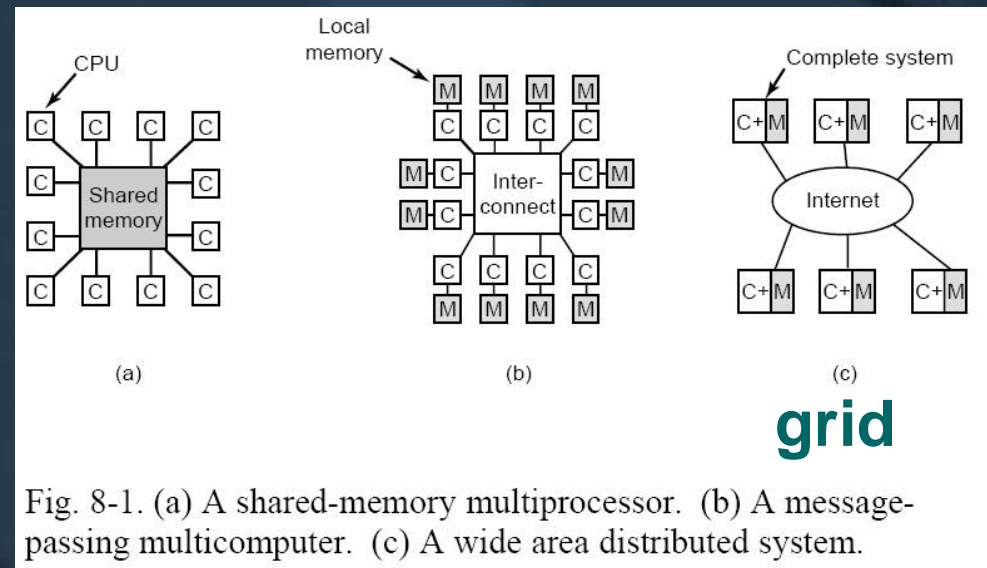 CPU
C C C C
C C
C C
C C C C
Shared
memory
(a)
Local
memory
M M M M
C C C C
M C C M
M C C M
C C C C
M M M M
Inter-
connect
(b)
Complete system
C+ M C+ M C+ M
Internet
C+ M C+ M C+ M
(c)
grid
Fig. 8-1. (a) A shared-memory multiprocessor. (b) A message-
passing multicomputer. (c) A wide area distributed system.